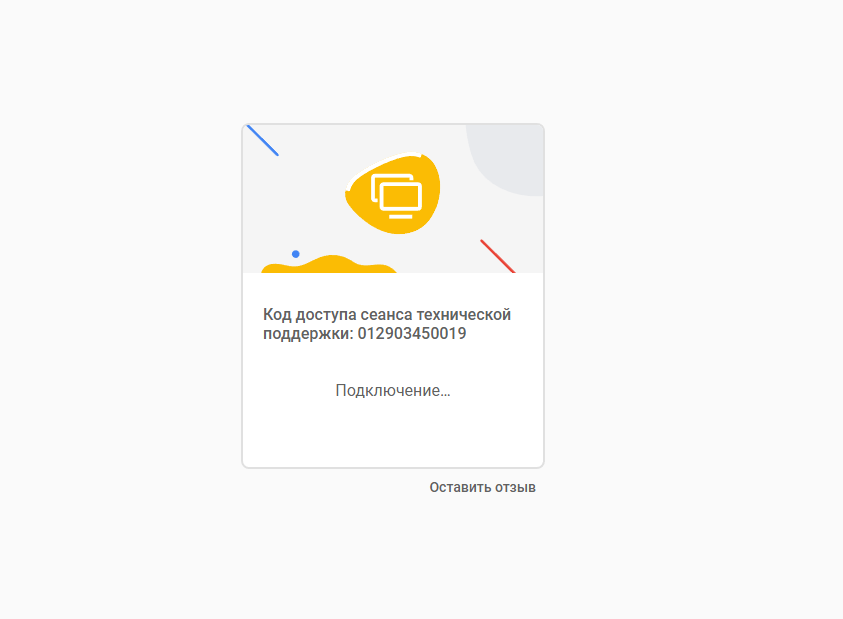 Код доступа сеанса технической
поддержки: 012903450019
Подключение…
Оставить отзыв